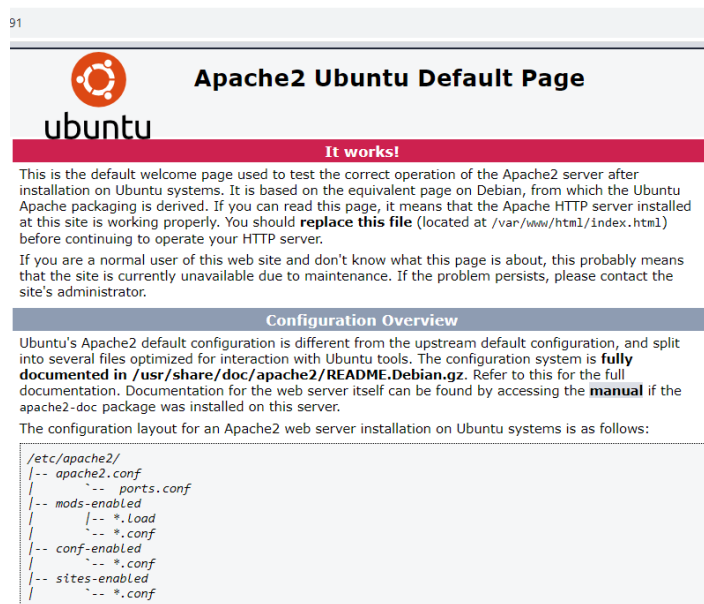 91
ubuntu
Apache2 Ubuntu Default Page
It works!
This is the default welcome page used to test the correct operation of the Apache2 server after
installation on Ubuntu systems. It is based on the equivalent page on Debian, from which the Ubuntu
Apache packaging is derived. If you can read this page, it means that the Apache HTTP server installed
at this site is working properly. You should replace this file (located at /var/www/html/index.html)
before continuing to operate your HTTP server.
If you are a normal user of this web site and don't know what this page is about, this probably means
that the site is currently unavailable due to maintenance. If the problem persists, please contact the
site's administrator.
Configuration Overview
Ubuntu's Apache2 default configuration is different from the upstream default configuration, and split
into several files optimized for interaction with Ubuntu tools. The configuration system is fully
documented in /usr/share/doc/apache2/README.Debian.gz. Refer to this for the full
documentation. Documentation for the web server itself can be found by accessing the manual if the
apache2-doc package was installed on this server.
The configuration layout for an Apache2 web server installation on Ubuntu systems is as follows:
/etc/apache2/
|-- apache2.conf
|       `--  ports.conf
|-- mods-enabled
|       |-- *.load
|       `-- *.conf
|-- conf-enabled
|       `-- *.conf
|-- sites-enabled
|       `-- *.conf